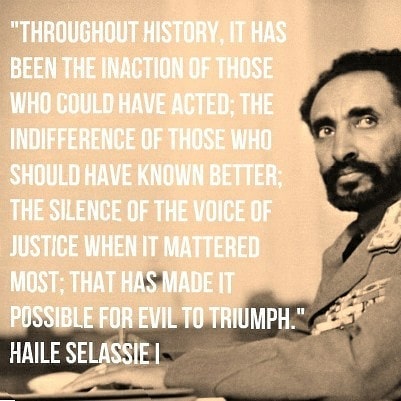 "THROUGHOUT HISTORY, IT HAS
BEEN THE INACTION OF THOSE
WHO COULD HAVE ACTED; THE
INDIFFERENCE OF THOSE WHO
SHOULD HAVE KNOWN BETTER;
THE SILENCE OF THE VOICE OF
JUSTICE WHEN IT MATTERED
MOST; THAT HAS MADE IT
POSSIBLE FOR EVIL TO TRIUMPH."
HAILE SELASSIE I